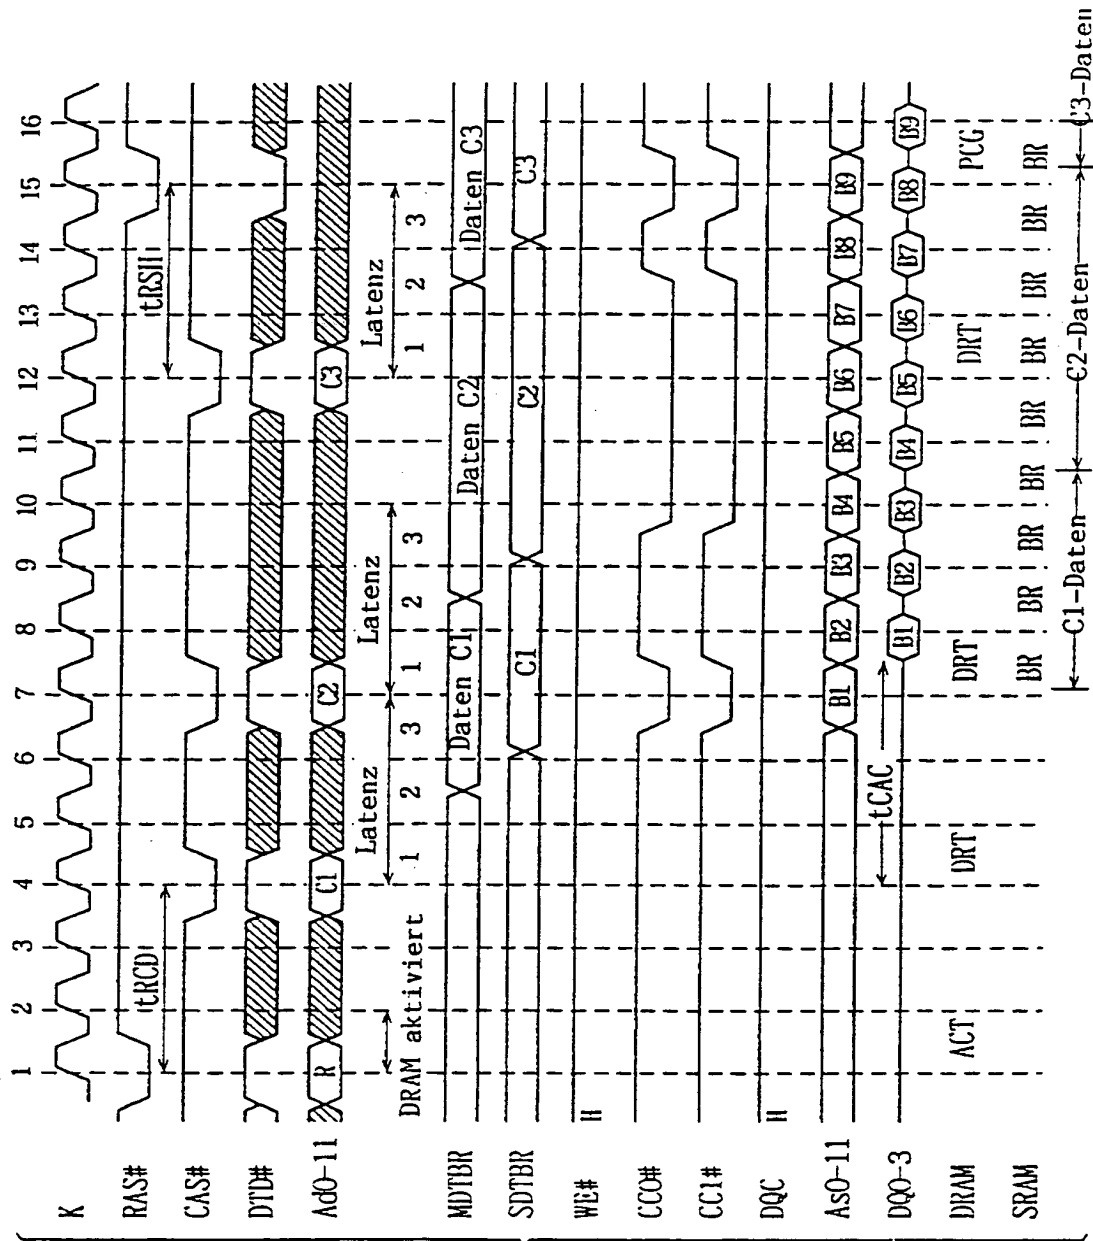 1 2 3 4 5 6 7 8 9 10 11 12 13 14 15 16
K
RAS#
tRCD tRSH
CAS#
DTD#
Ad0-11 R C1 C2 C3
Latenz Latenz Latenz
DRAM aktiviert 1 2 3 1 2 3 1 2 3
MDTBR Daten C1 Daten C2 Daten C3
SDTBR C1 C2 C3
WE# H
CC0#
CC1#
DQC H
As0-11 B1 B2 B3 B4 B5 B6 B7 B8 B9
tCAC
DQ0-3 B1 B2 B3 B4 B5 B6 B7 B8 B9
DRAM ACT DRT DRT DRT PCG
SRAM BR BR BR BR BR BR BR BR BR
C1-Daten C2-Daten C3-Daten